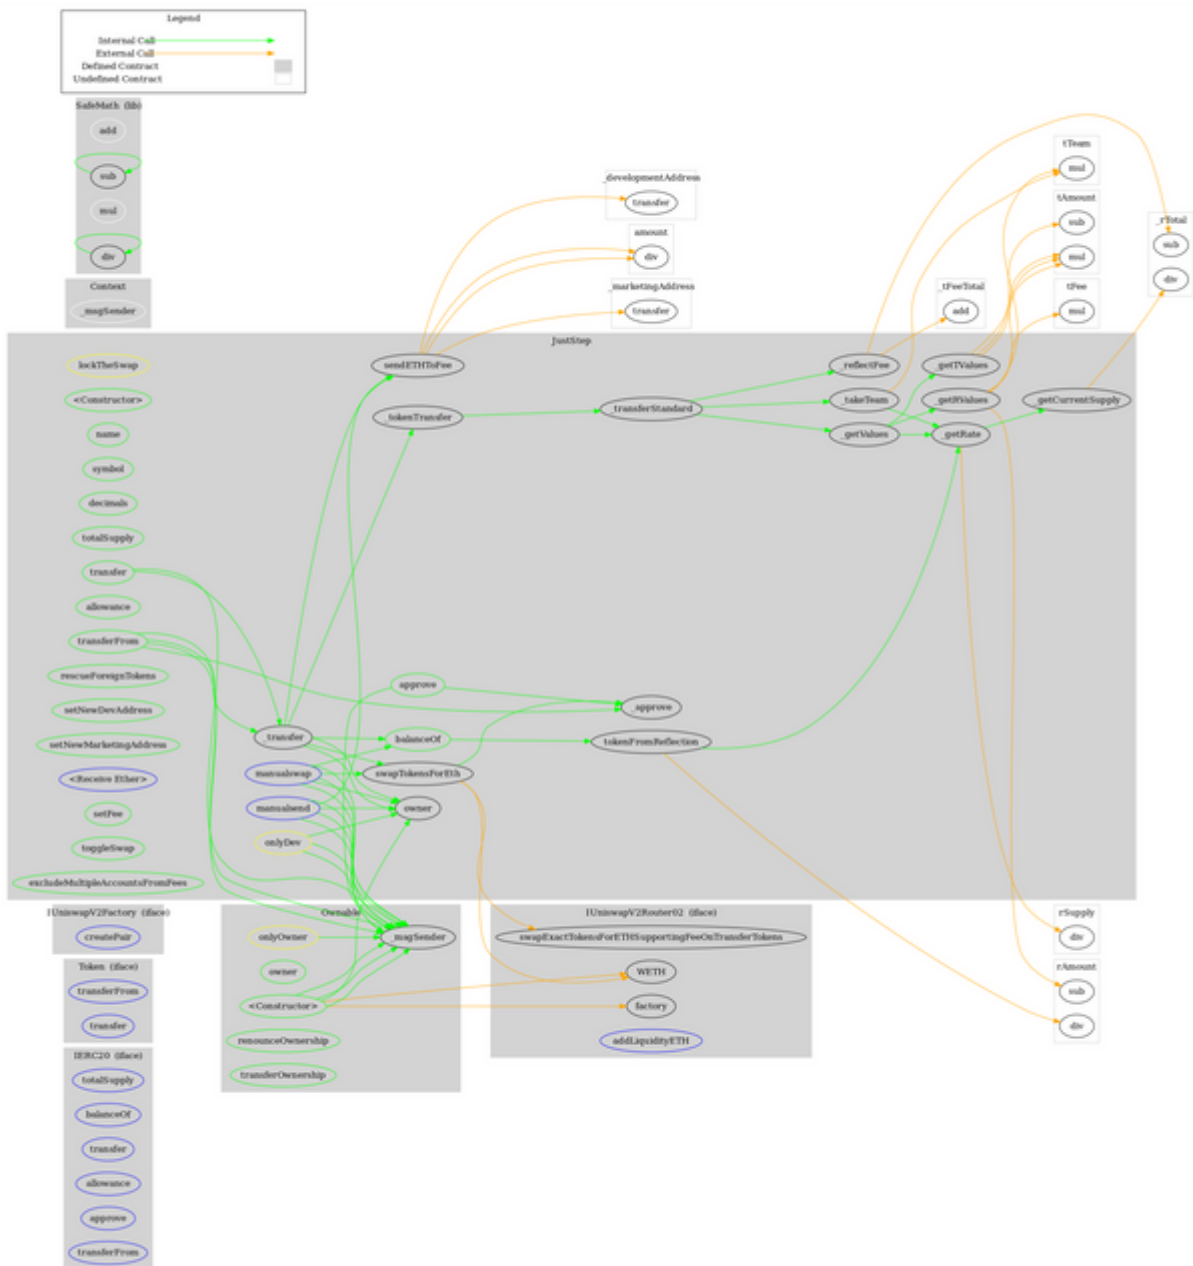 Legend
Internal Call
External Call
Defined Contract
Undefined Contract
SafeMath (lib)
add
sub
mul
div
Context
_msgSender
_developmentAddress
transfer
amount
div
_marketingAddress
transfer
_tFeeTotal
add
tTeam
mul
tAmount
sub
mul
tFee
mul
_rTotal
sub
div
JustStep
lockTheSwap
<Constructor>
name
symbol
decimals
totalSupply
transfer
allowance
transferFrom
rescueForeignTokens
setNewDevAddress
setNewMarketingAddress
<Receive Ether>
setFee
toggleSwap
excludeMultipleAccountsFromFees
_transfer
manualswap
manualsend
onlyDev
sendETHToFee
_tokenTransfer
approve
balanceOf
swapTokensForEth
owner
_transferStandard
_approve
tokenFromReflection
_reflectFee
_takeTeam
_getValues
_getTValues
_getRValues
_getRate
_getCurrentSupply
IUniswapV2Factory (iface)
createPair
Token (iface)
transferFrom
transfer
IERC20 (iface)
totalSupply
balanceOf
transfer
allowance
approve
transferFrom
Ownable
onlyOwner
owner
<Constructor>
renounceOwnership
transferOwnership
_msgSender
IUniswapV2Router02 (iface)
swapExactTokensForETHSupportingFeeOnTransferTokens
WETH
factory
addLiquidityETH
rSupply
div
rAmount
sub
div